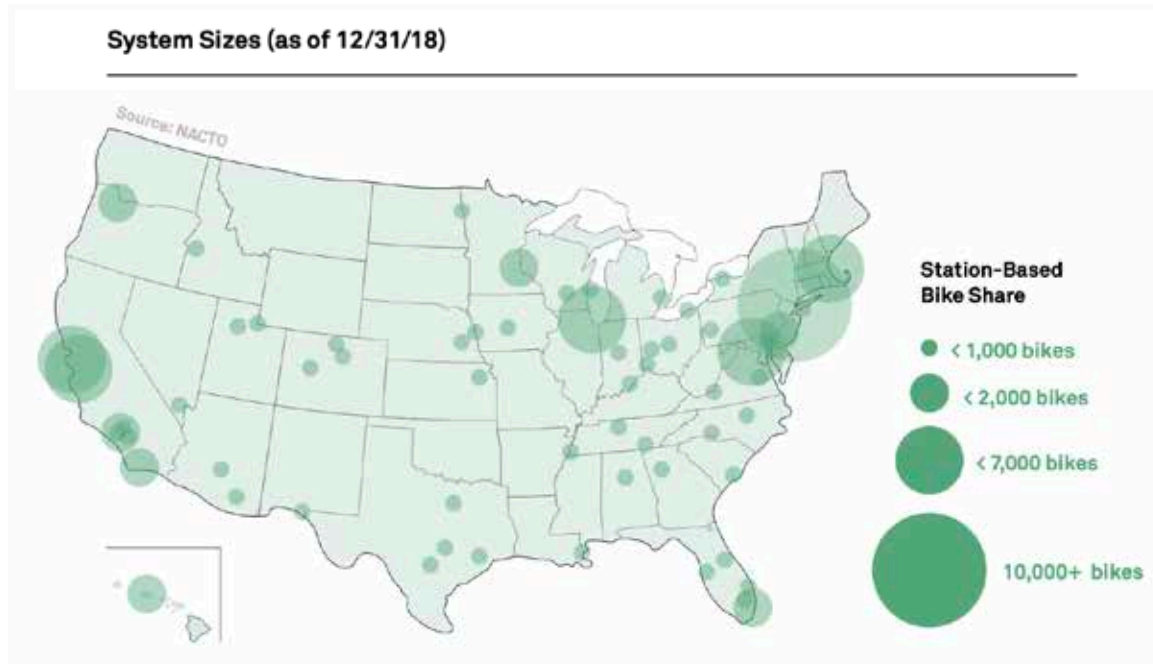 System Sizes (as of 12/31/18)
Source: NACTO
Station-Based
Bike Share
< 1,000 bikes
< 2,000 bikes
< 7,000 bikes
10,000+ bikes